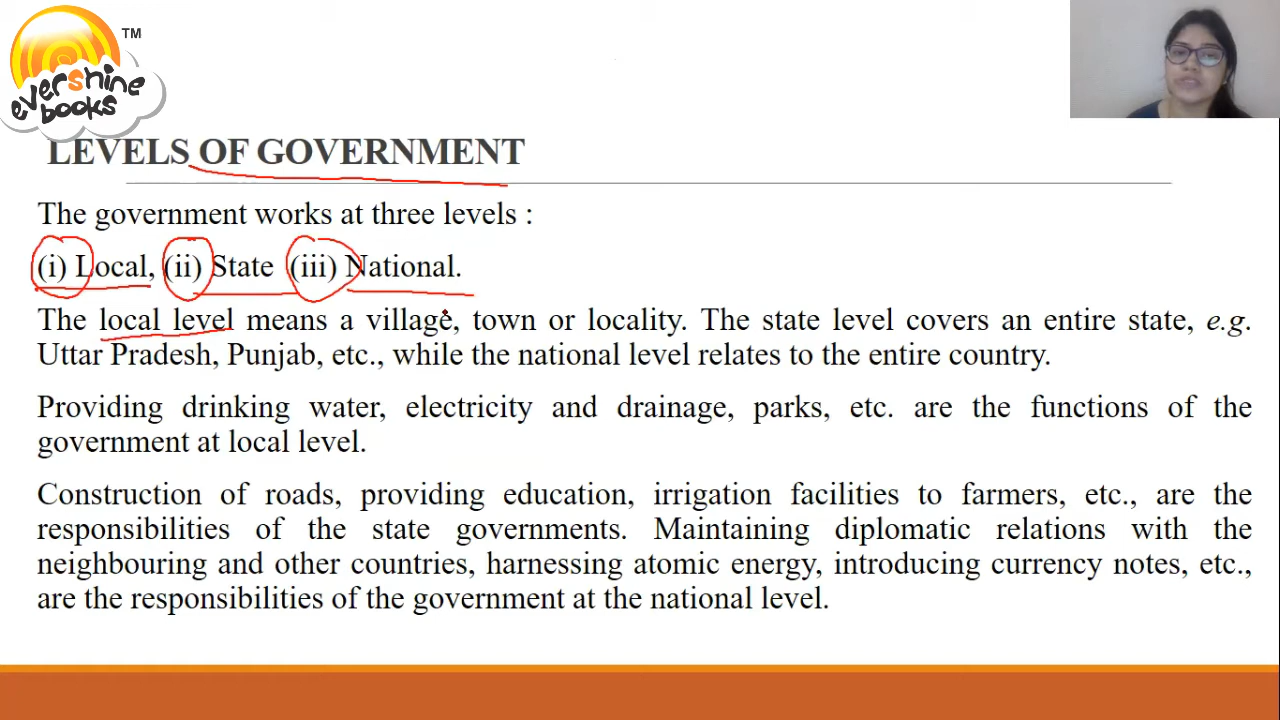 TM
evershine
books
LEVELS OF GOVERNMENT
The government works at three levels :
(i) Local, (ii) State (iii) National.
The local level means a village, town or locality. The state level covers an entire state, e.g.
Uttar Pradesh, Punjab, etc., while the national level relates to the entire country.
Providing drinking water, electricity and drainage, parks, etc. are the functions of the
government at local level.
Construction of roads, providing education, irrigation facilities to farmers, etc., are the
responsibilities of the state governments. Maintaining diplomatic relations with the
neighbouring and other countries, harnessing atomic energy, introducing currency notes, etc.,
are the responsibilities of the government at the national level.